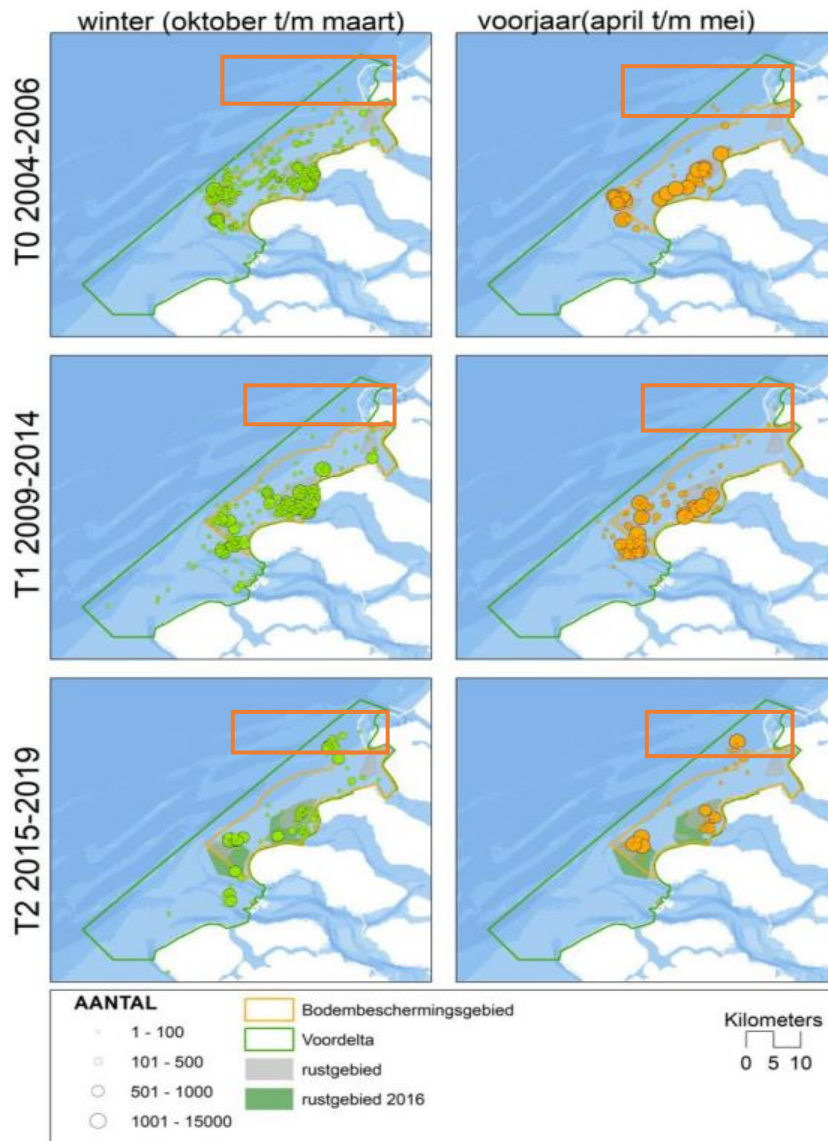 winter (oktober t/m maart)
voorjaar(april t/m mei)
T0 2004-2006
T1 2009-2014
T2 2015-2019
AANTAL
1 - 100
101 - 500
501 - 1000
1001 - 15000
Bodembeschermingsgebied
Voordelta
rustgebied
rustgebied 2016
Kilometers
0 5 10